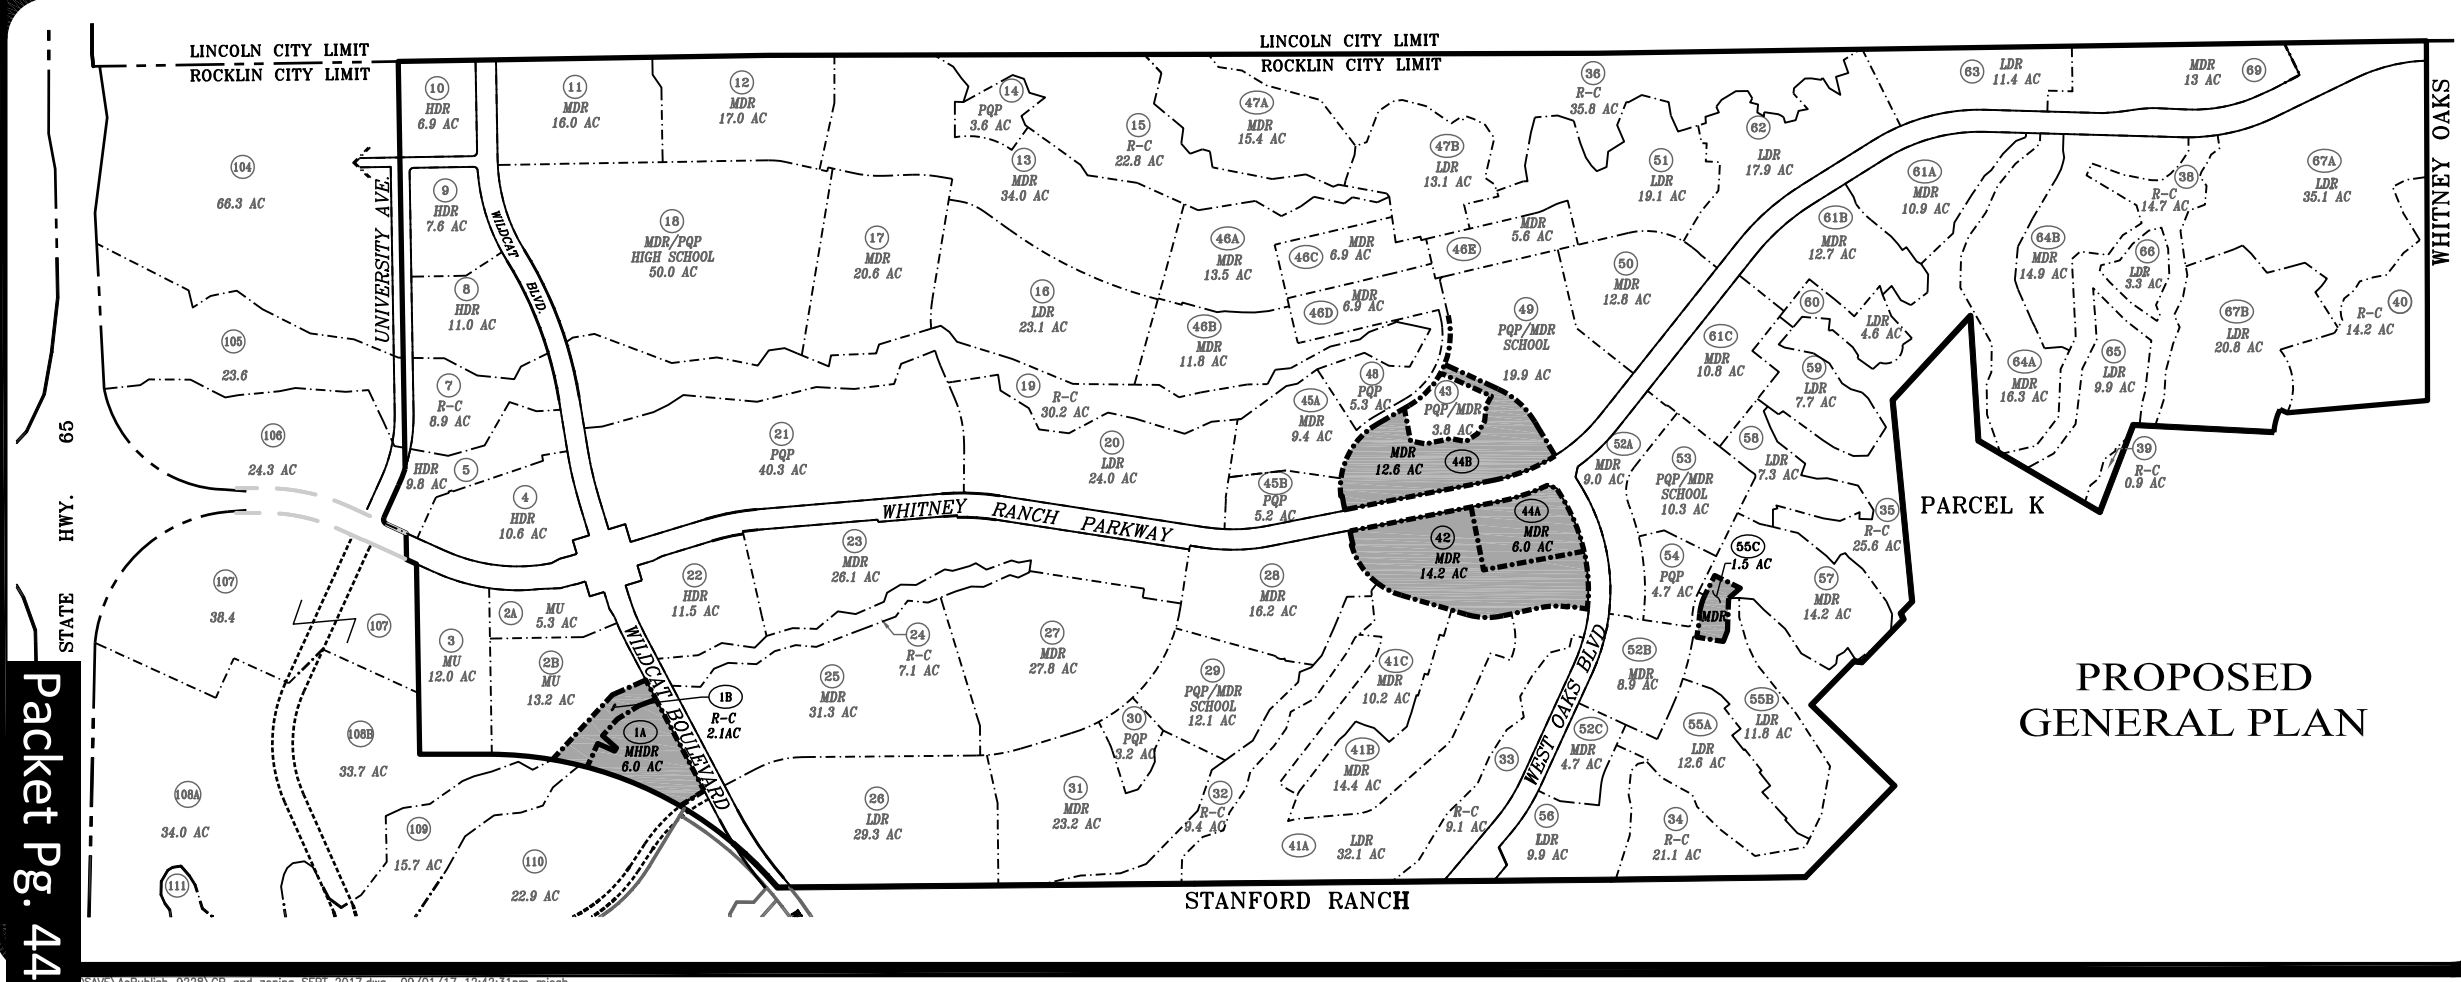 LINCOLN CITY LIMIT
ROCKLIN CITY LIMIT
LINCOLN CITY LIMIT
ROCKLIN CITY LIMIT
WHITNEY OAKS
10
HDR
6.9 AC
11
MDR
16.0 AC
12
MDR
17.0 AC
14
PQP
3.6 AC
15
R-C
22.8 AC
13
MDR
34.0 AC
47A
MDR
15.4 AC
47B
LDR
13.1 AC
36
R-C
35.8 AC
51
LDR
19.1 AC
62
LDR
17.9 AC
63
LDR
11.4 AC
MDR
13 AC
69
104
66.3 AC
UNIVERSITY AVE.
9
HDR
7.6 AC
WILDCAT
BLVD.
8
HDR
11.0 AC
18
MDR/PQP
HIGH SCHOOL
50.0 AC
17
MDR
20.6 AC
16
LDR
23.1 AC
46A
MDR
13.5 AC
46C
MDR
6.9 AC
46D
MDR
6.9 AC
46B
MDR
11.8 AC
46E
MDR
5.6 AC
49
PQP/MDR
SCHOOL
19.9 AC
50
MDR
12.8 AC
61A
MDR
10.9 AC
61B
MDR
12.7 AC
61C
MDR
10.8 AC
60
LDR
4.6 AC
59
LDR
7.7 AC
58
LDR
7.3 AC
64B
MDR
14.9 AC
64A
MDR
16.3 AC
65
LDR
9.9 AC
66
LDR
3.3 AC
38
R-C
14.7 AC
67A
LDR
35.1 AC
67B
LDR
20.8 AC
40
R-C
14.2 AC
39
R-C
0.9 AC
105
23.6
106
24.3 AC
7
R-C
8.9 AC
HDR
9.8 AC
5
4
HDR
10.6 AC
21
PQP
40.3 AC
19
R-C
30.2 AC
20
LDR
24.0 AC
45A
MDR
9.4 AC
45B
PQP
5.2 AC
48
PQP
5.3 AC
43
PQP/MDR
3.8 AC
MDR
12.6 AC
44B
44A
MDR
6.0 AC
42
MDR
14.2 AC
52A
MDR
9.0 AC
53
PQP/MDR
SCHOOL
10.3 AC
54
PQP
4.7 AC
55C
1.5 AC
MDR
57
MDR
14.2 AC
35
R-C
25.6 AC
PARCEL K
STATE HWY. 65
WHITNEY RANCH PARKWAY
107
38.4
107
3
MU
12.0 AC
2A
MU
5.3 AC
2B
MU
13.2 AC
22
HDR
11.5 AC
23
MDR
26.1 AC
24
R-C
7.1 AC
25
MDR
31.3 AC
27
MDR
27.8 AC
28
MDR
16.2 AC
29
PQP/MDR
SCHOOL
12.1 AC
30
PQP
3.2 AC
WILDCAT BOULEVARD
1B
R-C
2.1AC
1A
MHDR
6.0 AC
41C
MDR
10.2 AC
41B
MDR
14.4 AC
41A
LDR
32.1 AC
33
R-C
9.1 AC
WEST OAKS BLVD
52B
MDR
8.9 AC
52C
MDR
4.7 AC
55A
LDR
12.6 AC
55B
LDR
11.8 AC
56
LDR
9.9 AC
34
R-C
21.1 AC
108B
33.7 AC
108A
34.0 AC
109
15.7 AC
110
22.9 AC
111
26
LDR
29.3 AC
31
MDR
23.2 AC
32
R-C
9.4 AC
STANFORD RANCH
PROPOSED
GENERAL PLAN
Packet Pg. 44